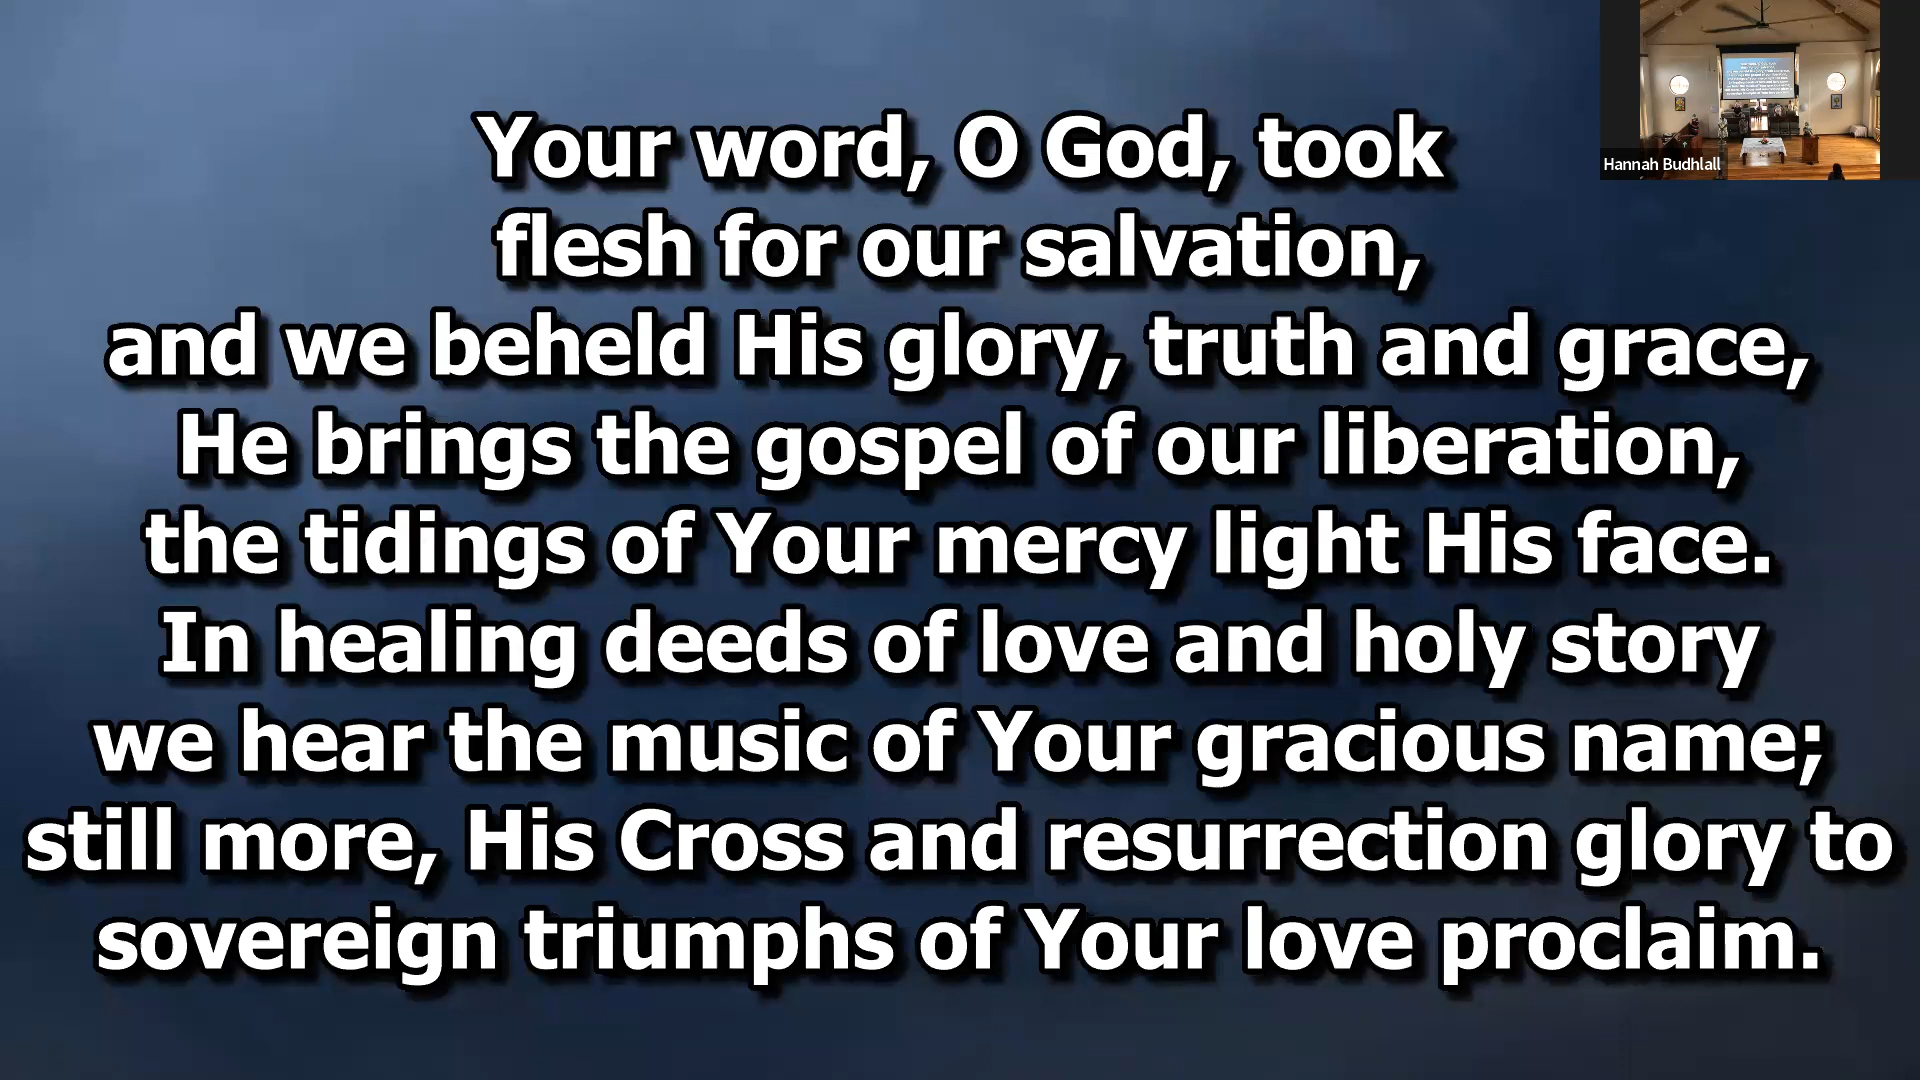 Your word, O God, took
flesh for our salvation,
and we beheld His glory, truth and grace,
He brings the gospel of our liberation,
the tidings of Your mercy light His face.
In healing deeds of love and holy story
we hear the music of Your gracious name;
still more, His Cross and resurrection glory to
sovereign triumphs of Your love proclaim.
Hannah Budhlall